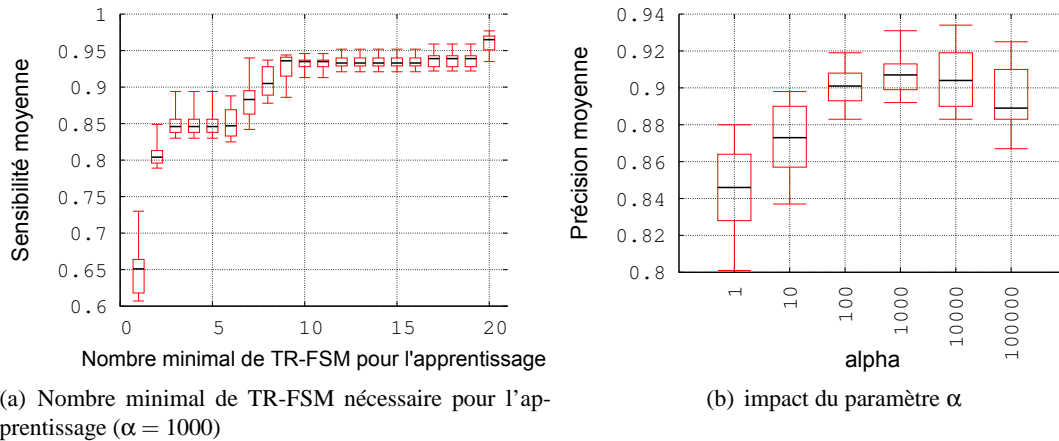 Sensibilité moyenne
1
0.95
0.9
0.85
0.8
0.75
0.7
0.65
0.6
0 5 10 15 20
Nombre minimal de TR-FSM pour l'apprentissage
(a) Nombre minimal de TR-FSM nécessaire pour l'ap-
prentissage (α = 1000)
Précision moyenne
0.94
0.92
0.9
0.88
0.86
0.84
0.82
0.8
1 10 100 1000 10000 100000
alpha
(b) impact du paramètre α